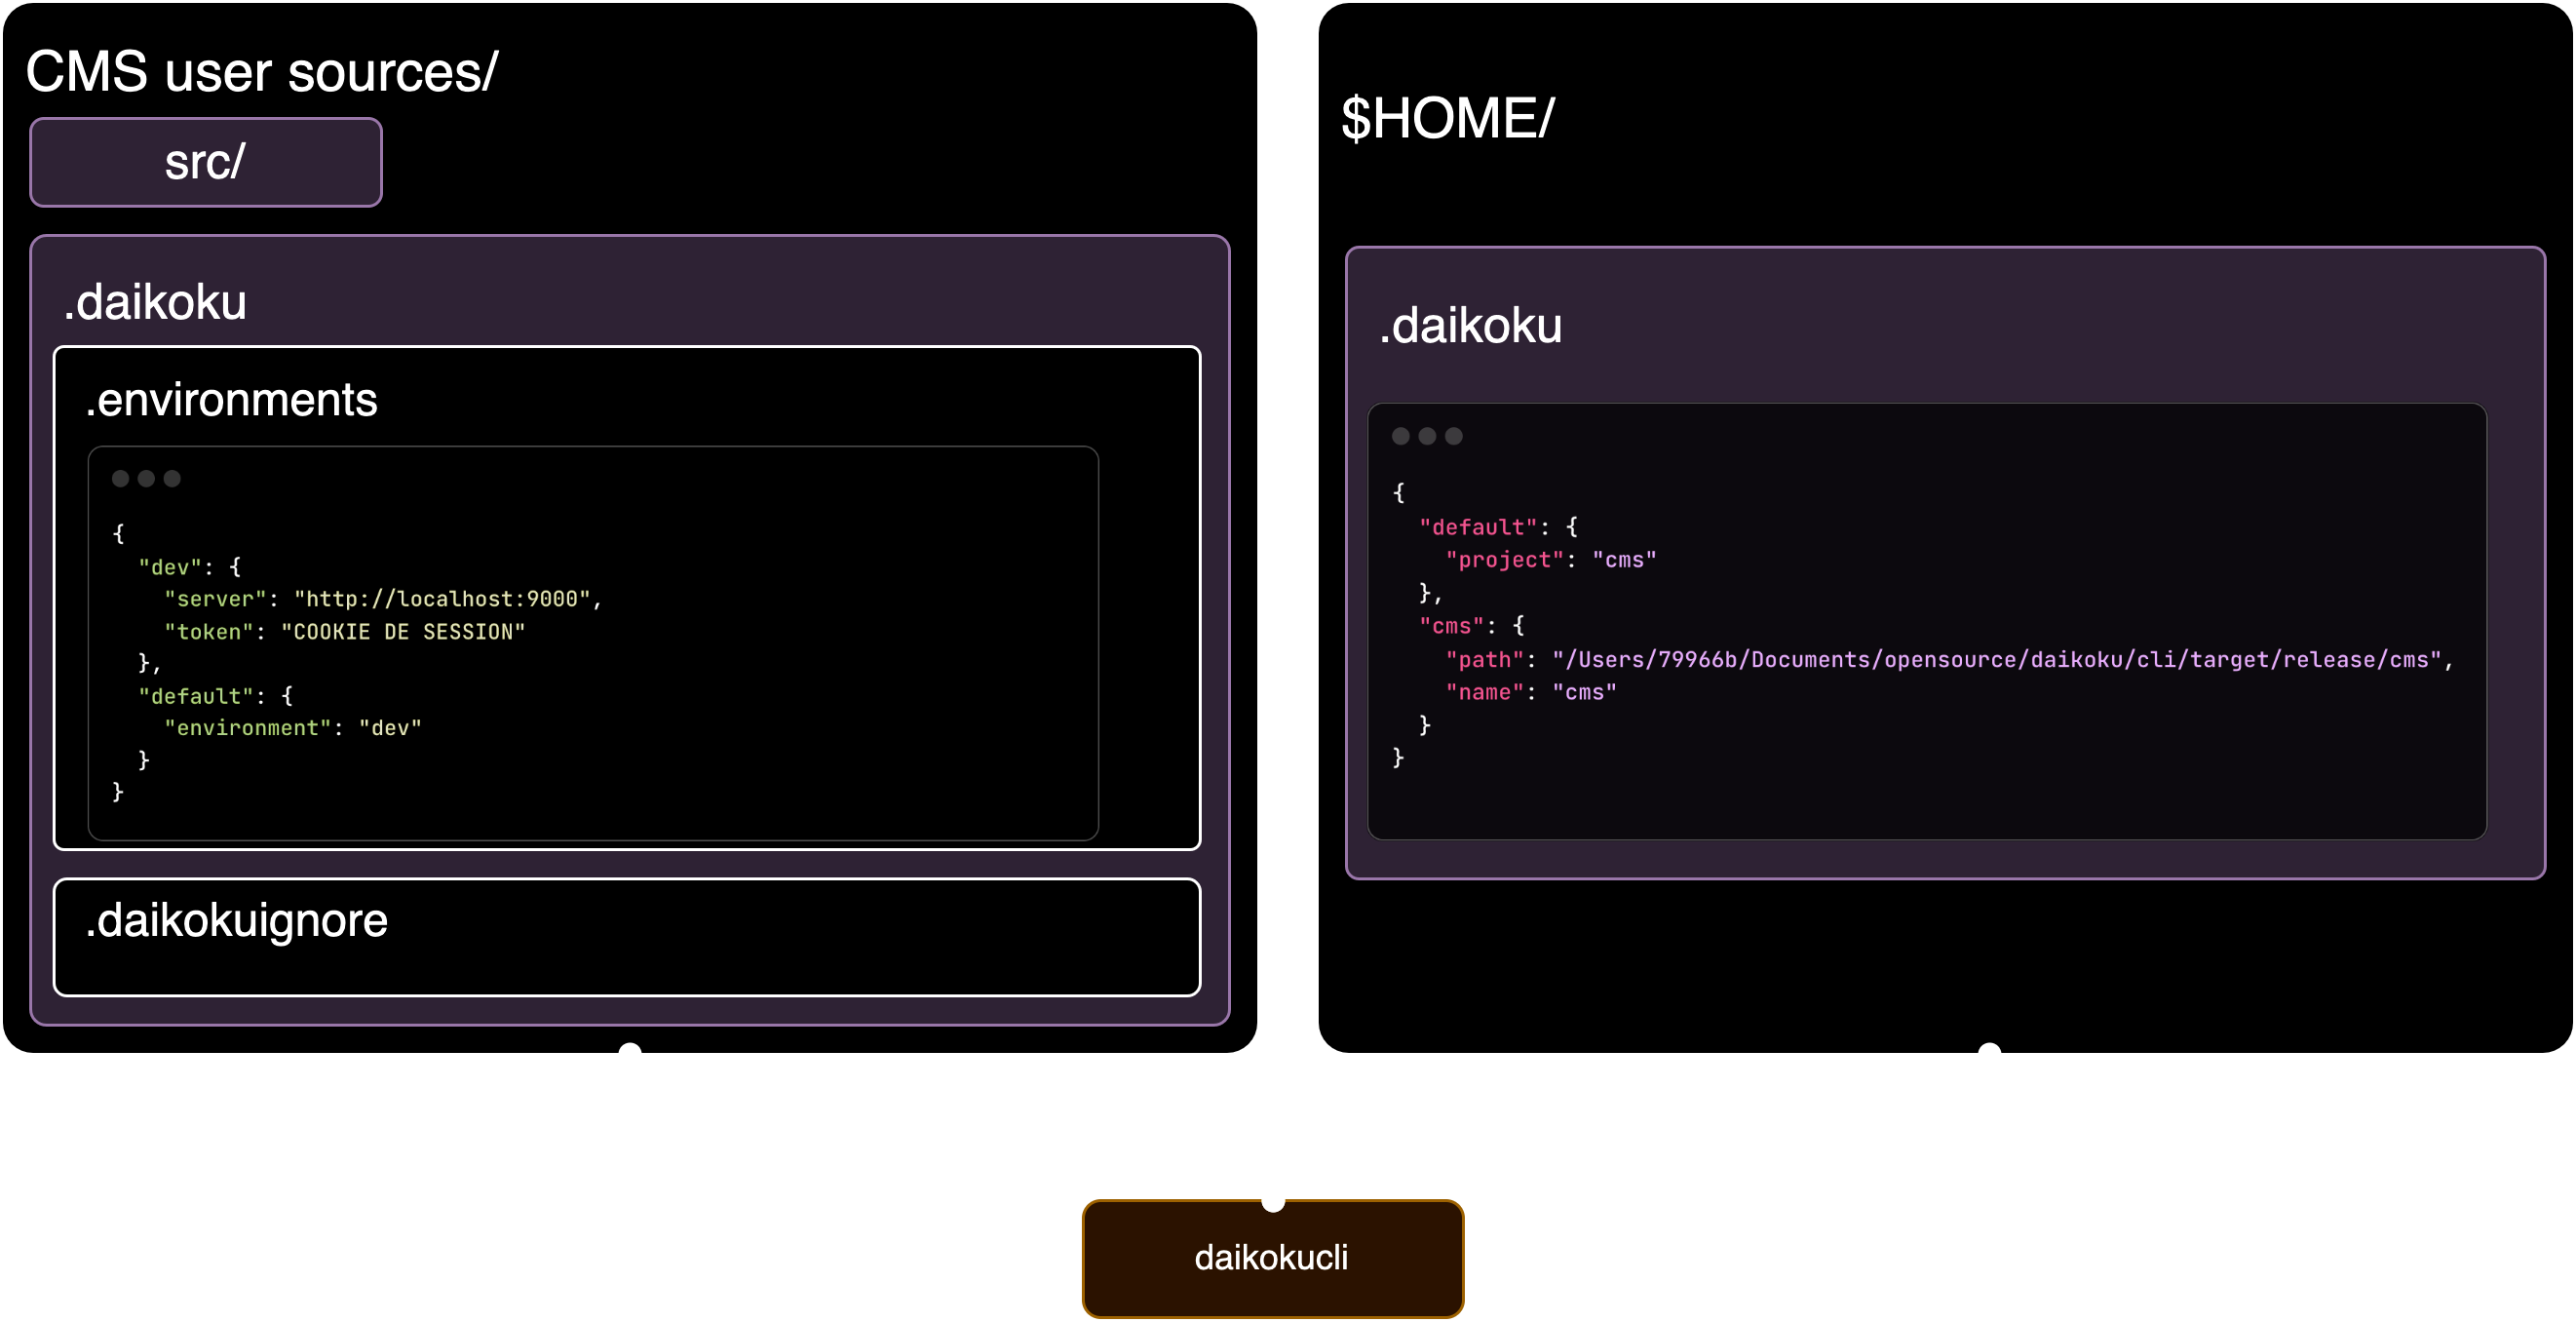 CMS user sources/
src/
.daikoku
.environments
{
  "dev": {
    "server": "http://localhost:9000",
    "token": "COOKIE DE SESSION"
  },
  "default": {
    "environment": "dev"
  }
}
.daikokuignore
$HOME/
.daikoku
{
  "default": {
    "project": "cms"
  },
  "cms": {
    "path": "/Users/79966b/Documents/opensource/daikoku/cli/target/release/cms",
    "name": "cms"
  }
}
daikokucli